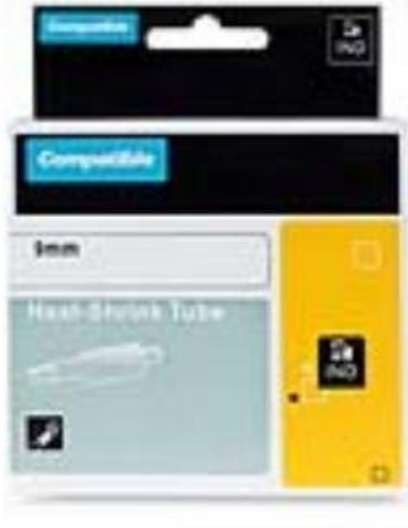 Compatible
IND
Compatible
9mm
Heat-Shrink Tube
IND